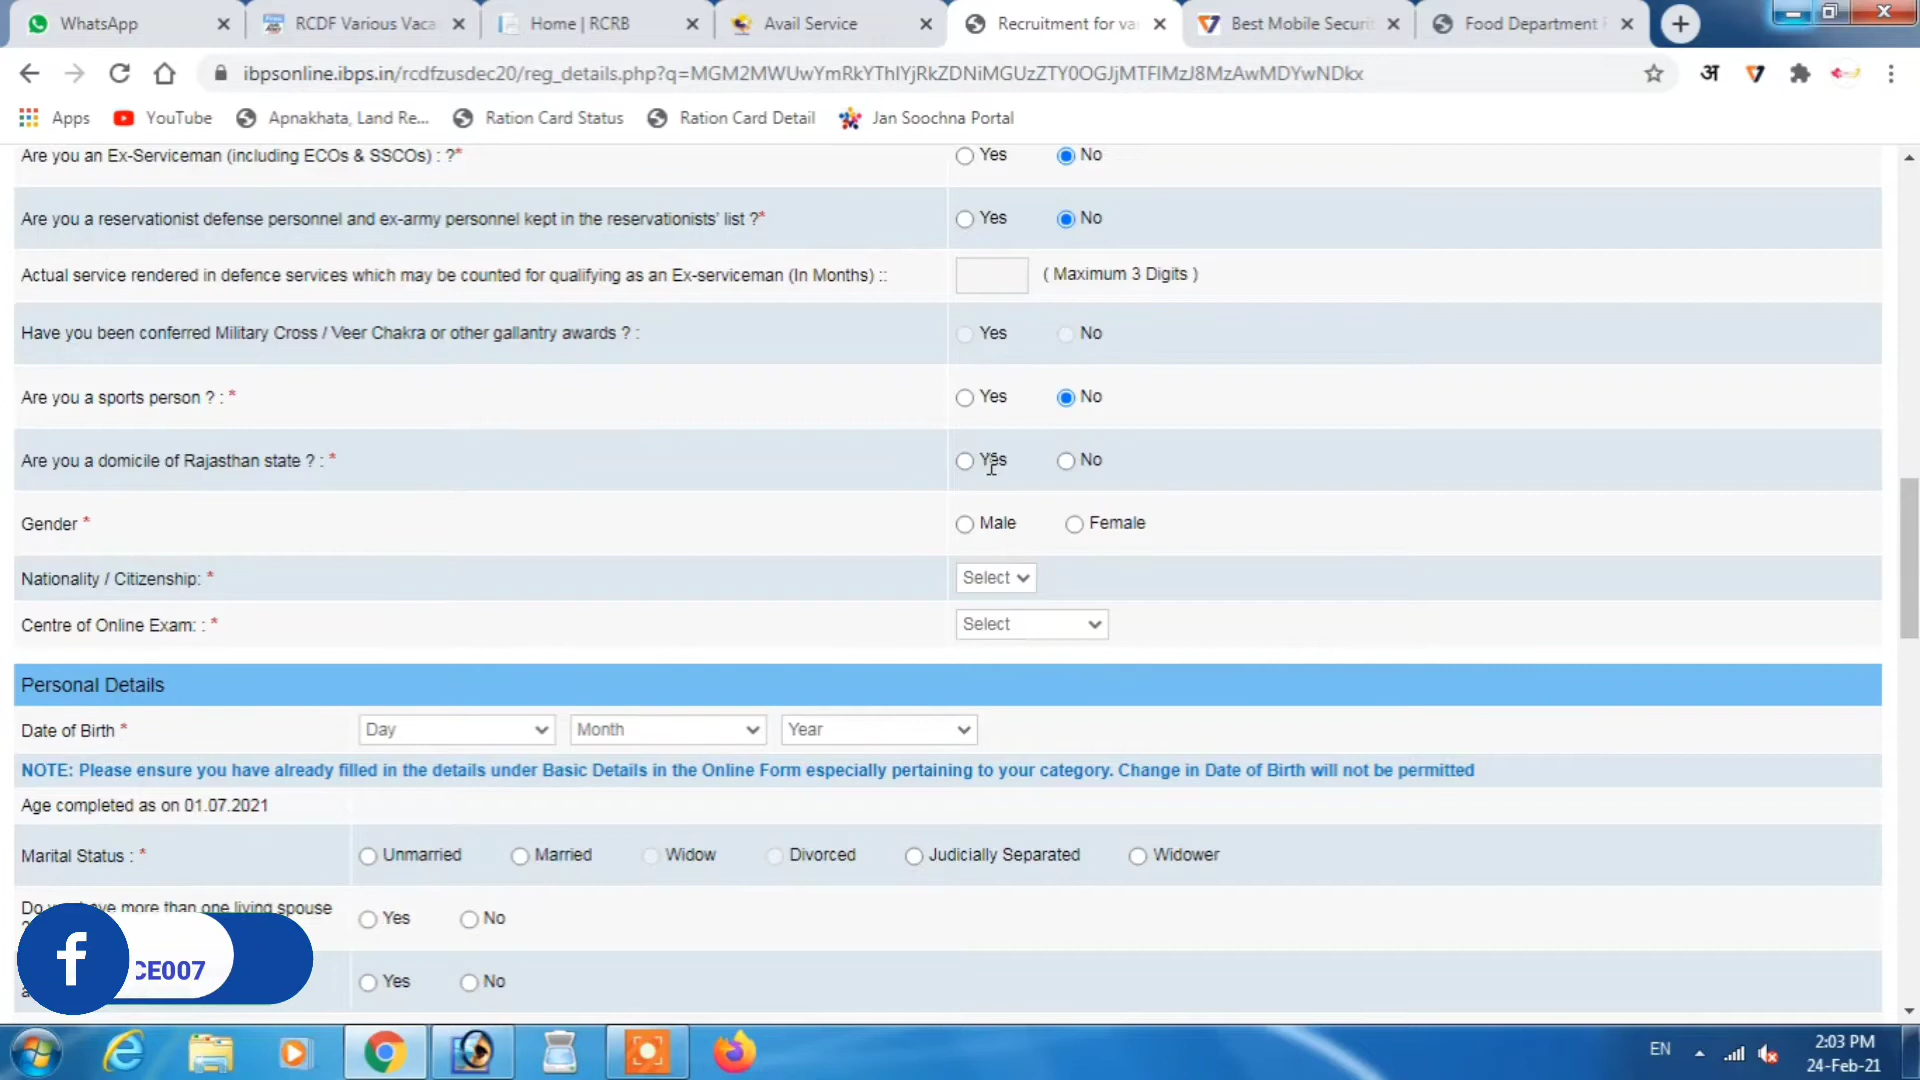 WhatsApp
RCDF Various Vaca
Home | RCRB
Avail Service
Recruitment for va
Best Mobile Securi
Food Department
ibpsonline.ibps.in/rcdfzusdec20/reg_details.php?q=MGM2MWUwYmRkYThlYjRkZDNiMGUzZTY0OGJjMTFlMzJ8MzAwMDYwNDkx
अ
Apps
YouTube
Apnakhata, Land Re...
Ration Card Status
Ration Card Detail
Jan Soochna Portal
Are you an Ex-Serviceman (including ECOs & SSCOs) : ?* Yes No
Are you a reservationist defense personnel and ex-army personnel kept in the reservationists' list ?* Yes No
Actual service rendered in defence services which may be counted for qualifying as an Ex-serviceman (In Months) :: ( Maximum 3 Digits )
Have you been conferred Military Cross / Veer Chakra or other gallantry awards ? : Yes No
Are you a sports person ? : * Yes No
Are you a domicile of Rajasthan state ? : * Yes No
Gender * Male Female
Nationality / Citizenship: * Select
Centre of Online Exam: : * Select
Personal Details
Date of Birth * Day Month Year
NOTE: Please ensure you have already filled in the details under Basic Details in the Online Form especially pertaining to your category. Change in Date of Birth will not be permitted
Age completed as on 01.07.2021
Marital Status : * Unmarried Married Widow Divorced Judicially Separated Widower
have more than one living spouse Yes No
Yes No
f
CE007
EN
2:03 PM
24-Feb-21